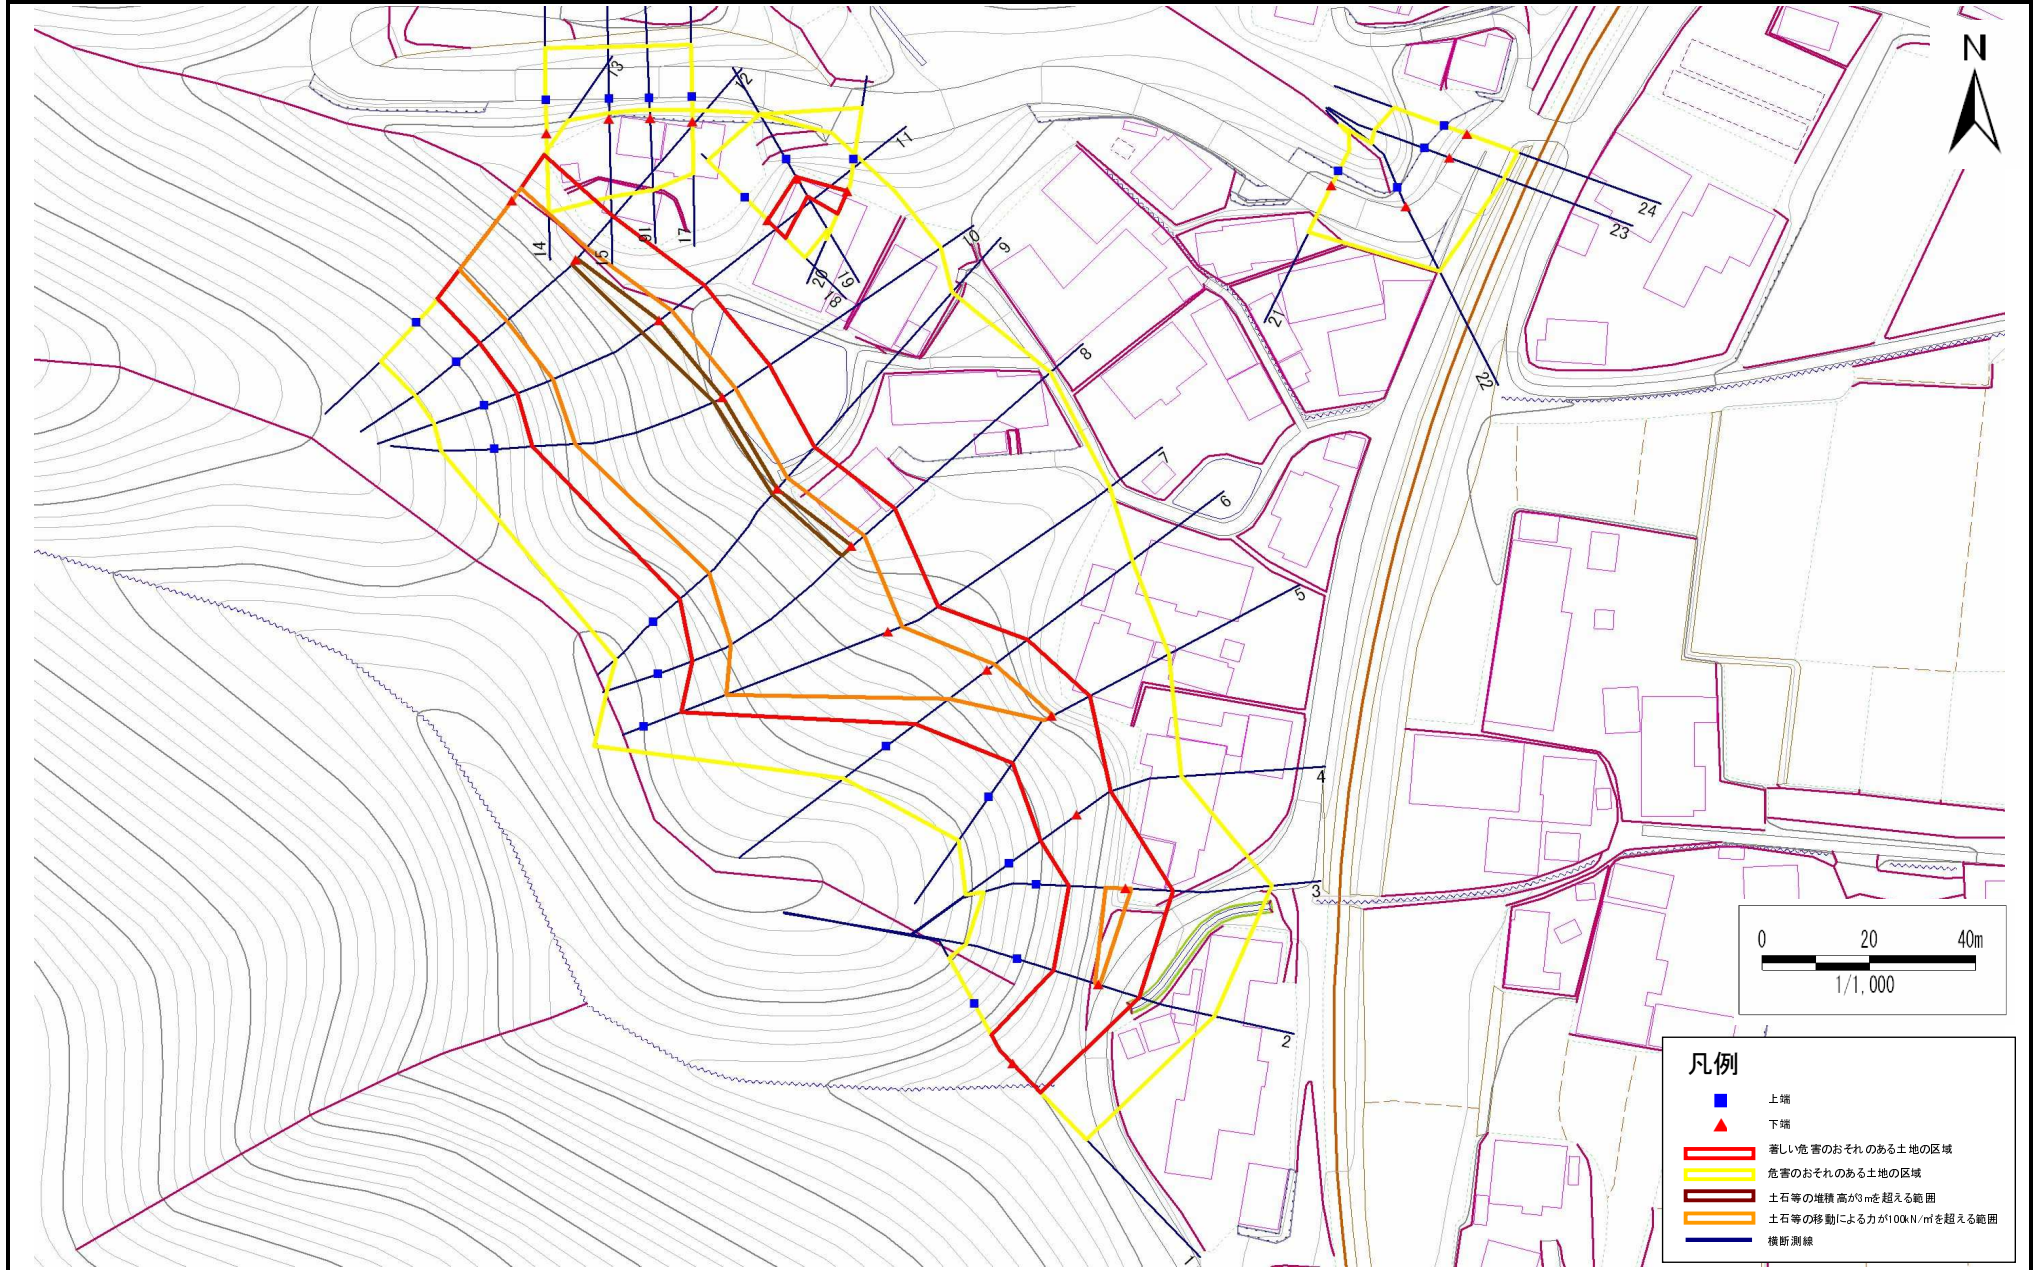 N
13
12
11
14
15
16
17
20
19
18
10
9
8
7
6
5
4
3
2
1
21
22
23
24
0 20 40m
1/1,000
凡例
上端
下端
著しい危害のおそれのある土地の区域
危害のおそれのある土地の区域
土石等の堆積高が3mを超える範囲
土石等の移動による力が100kN/㎡を超える範囲
横断測線